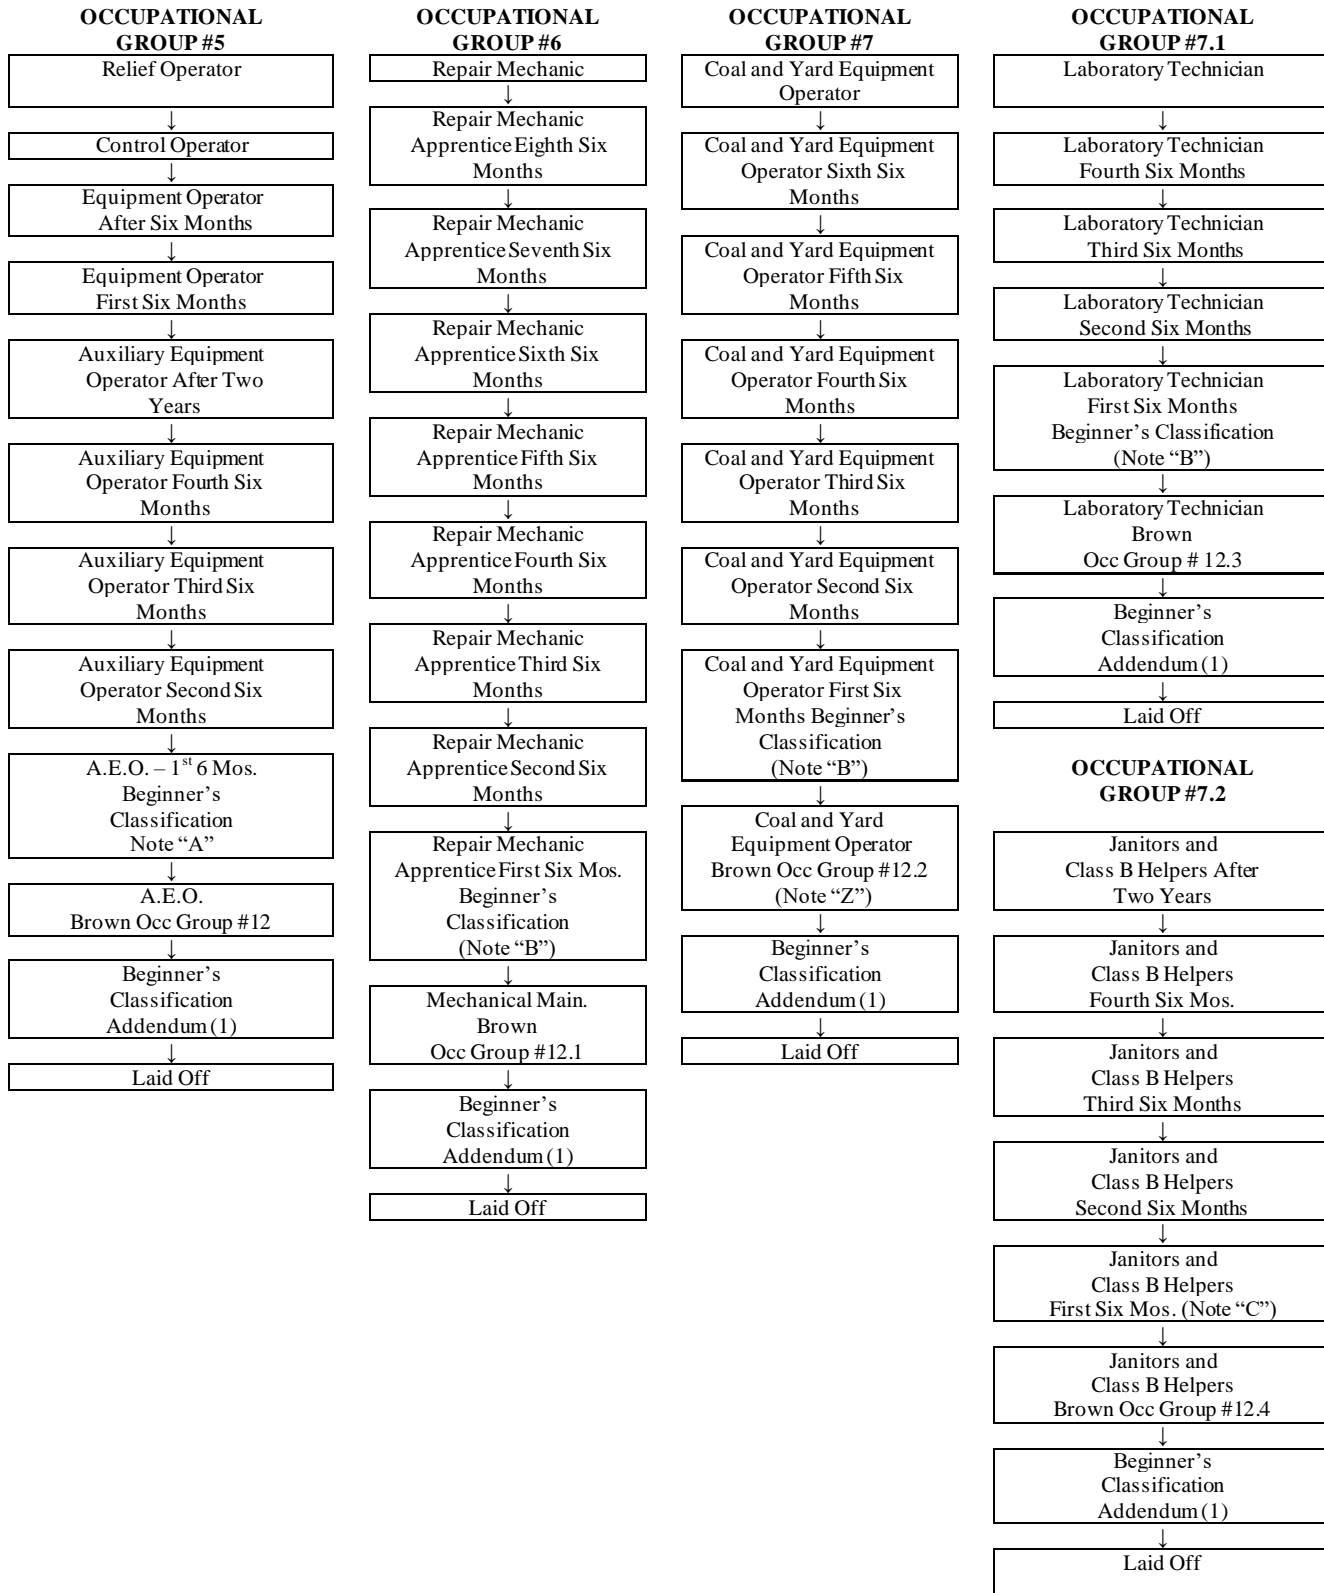 OCCUPATIONAL
GROUP #5
Relief Operator
↓
Control Operator
↓
Equipment Operator
After Six Months
↓
Equipment Operator
First Six Months
↓
Auxiliary Equipment
Operator After Two
Years
↓
Auxiliary Equipment
Operator Fourth Six
Months
↓
Auxiliary Equipment
Operator Third Six
Months
↓
Auxiliary Equipment
Operator Second Six
Months
↓
A.E.O. – 1st 6 Mos.
Beginner's
Classification
Note “A”
↓
A.E.O.
Brown Occ Group #12
↓
Beginner's
Classification
Addendum (1)
↓
Laid Off
OCCUPATIONAL
GROUP #6
Repair Mechanic
↓
Repair Mechanic
Apprentice Eighth Six
Months
↓
Repair Mechanic
Apprentice Seventh Six
Months
↓
Repair Mechanic
Apprentice Sixth Six
Months
↓
Repair Mechanic
Apprentice Fifth Six
Months
↓
Repair Mechanic
Apprentice Fourth Six
Months
↓
Repair Mechanic
Apprentice Third Six
Months
↓
Repair Mechanic
Apprentice Second Six
Months
↓
Repair Mechanic
Apprentice First Six Mos.
Beginner's
Classification
(Note “B”)
↓
Mechanical Main.
Brown
Occ Group #12.1
↓
Beginner's
Classification
Addendum (1)
↓
Laid Off
OCCUPATIONAL
GROUP #7
Coal and Yard Equipment
Operator
↓
Coal and Yard Equipment
Operator Sixth Six
Months
↓
Coal and Yard Equipment
Operator Fifth Six
Months
↓
Coal and Yard Equipment
Operator Fourth Six
Months
↓
Coal and Yard Equipment
Operator Third Six
Months
↓
Coal and Yard Equipment
Operator Second Six
Months
↓
Coal and Yard Equipment
Operator First Six
Months Beginner's
Classification
(Note “B”)
↓
Coal and Yard
Equipment Operator
Brown Occ Group #12.2
(Note “Z”)
↓
Beginner's
Classification
Addendum (1)
↓
Laid Off
OCCUPATIONAL
GROUP #7.1
Laboratory Technician
↓
Laboratory Technician
Fourth Six Months
↓
Laboratory Technician
Third Six Months
↓
Laboratory Technician
Second Six Months
↓
Laboratory Technician
First Six Months
Beginner's Classification
(Note “B”)
↓
Laboratory Technician
Brown
Occ Group # 12.3
↓
Beginner's
Classification
Addendum (1)
↓
Laid Off
OCCUPATIONAL
GROUP #7.2
Janitors and
Class B Helpers After
Two Years
↓
Janitors and
Class B Helpers
Fourth Six Mos.
↓
Janitors and
Class B Helpers
Third Six Months
↓
Janitors and
Class B Helpers
Second Six Months
↓
Janitors and
Class B Helpers
First Six Mos. (Note “C”)
↓
Janitors and
Class B Helpers
Brown Occ Group #12.4
↓
Beginner's
Classification
Addendum (1)
↓
Laid Off